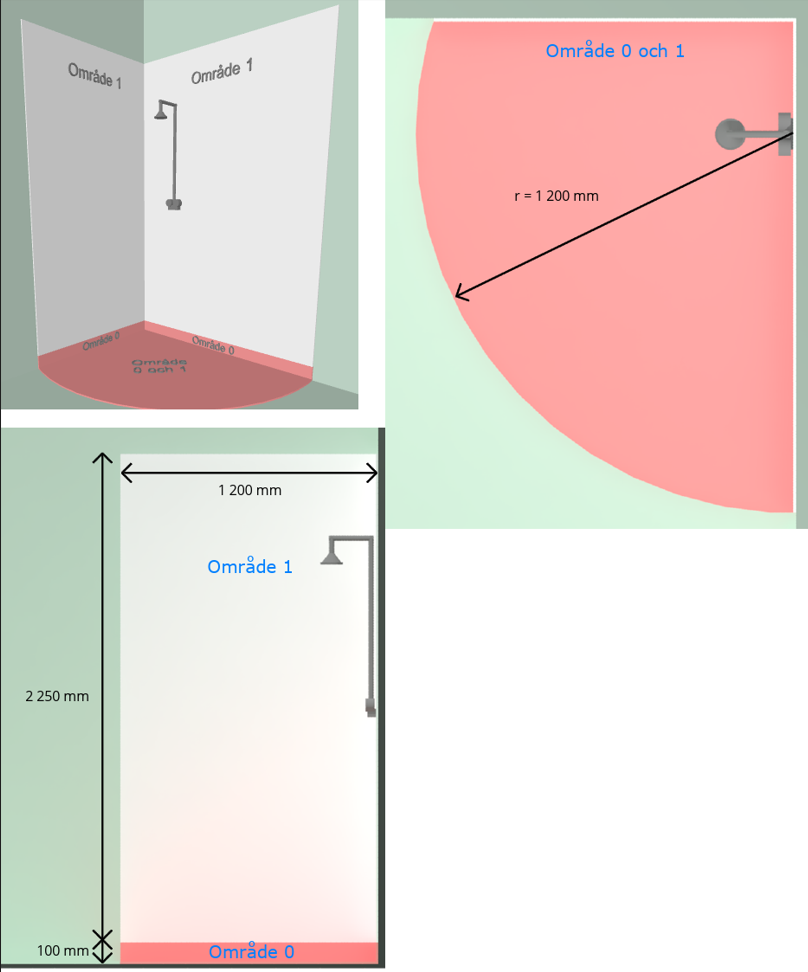 Område 1
Område 1
Område 0
Område 0
Område
0 och 1
Område 0 och 1
r = 1 200 mm
1 200 mm
Område 1
2 250 mm
100 mm
Område 0